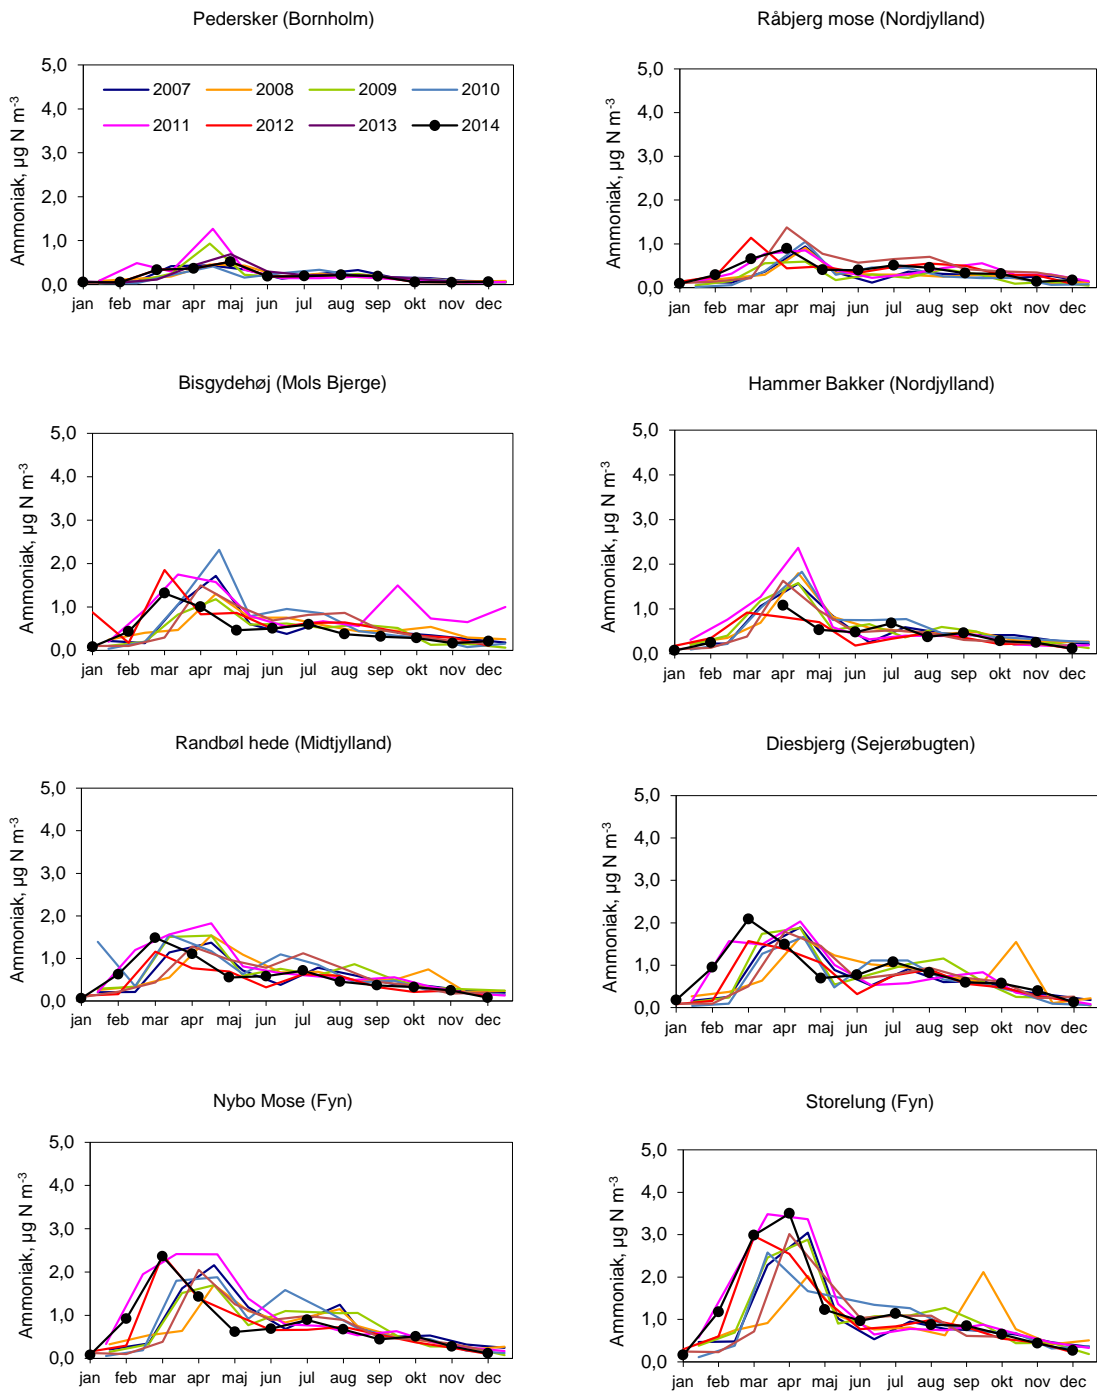 Pedersker (Bornholm)
Ammoniak, µg N m-3
5,0
4,0
3,0
2,0
1,0
0,0
2007 2008 2009 2010
2011 2012 2013 2014
jan feb mar apr maj jun jul aug sep okt nov dec
Råbjerg mose (Nordjylland)
Ammoniak, µg N m-3
5,0
4,0
3,0
2,0
1,0
0,0
jan feb mar apr maj jun jul aug sep okt nov dec
Bisgydehøj (Mols Bjerge)
Ammoniak, µg N m-3
5,0
4,0
3,0
2,0
1,0
0,0
jan feb mar apr maj jun jul aug sep okt nov dec
Hammer Bakker (Nordjylland)
Ammoniak, µg N m-3
5,0
4,0
3,0
2,0
1,0
0,0
jan feb mar apr maj jun jul aug sep okt nov dec
Randbøl hede (Midtjylland)
Ammoniak, µg N m-3
5,0
4,0
3,0
2,0
1,0
0,0
jan feb mar apr maj jun jul aug sep okt nov dec
Diesbjerg (Sejerøbugten)
Ammoniak, µg N m-3
5,0
4,0
3,0
2,0
1,0
0,0
jan feb mar apr maj jun jul aug sep okt nov dec
Nybo Mose (Fyn)
Ammoniak, µg N m-3
5,0
4,0
3,0
2,0
1,0
0,0
jan feb mar apr maj jun jul aug sep okt nov dec
Storelung (Fyn)
Ammoniak, µg N m-3
5,0
4,0
3,0
2,0
1,0
0,0
jan feb mar apr maj jun jul aug sep okt nov dec